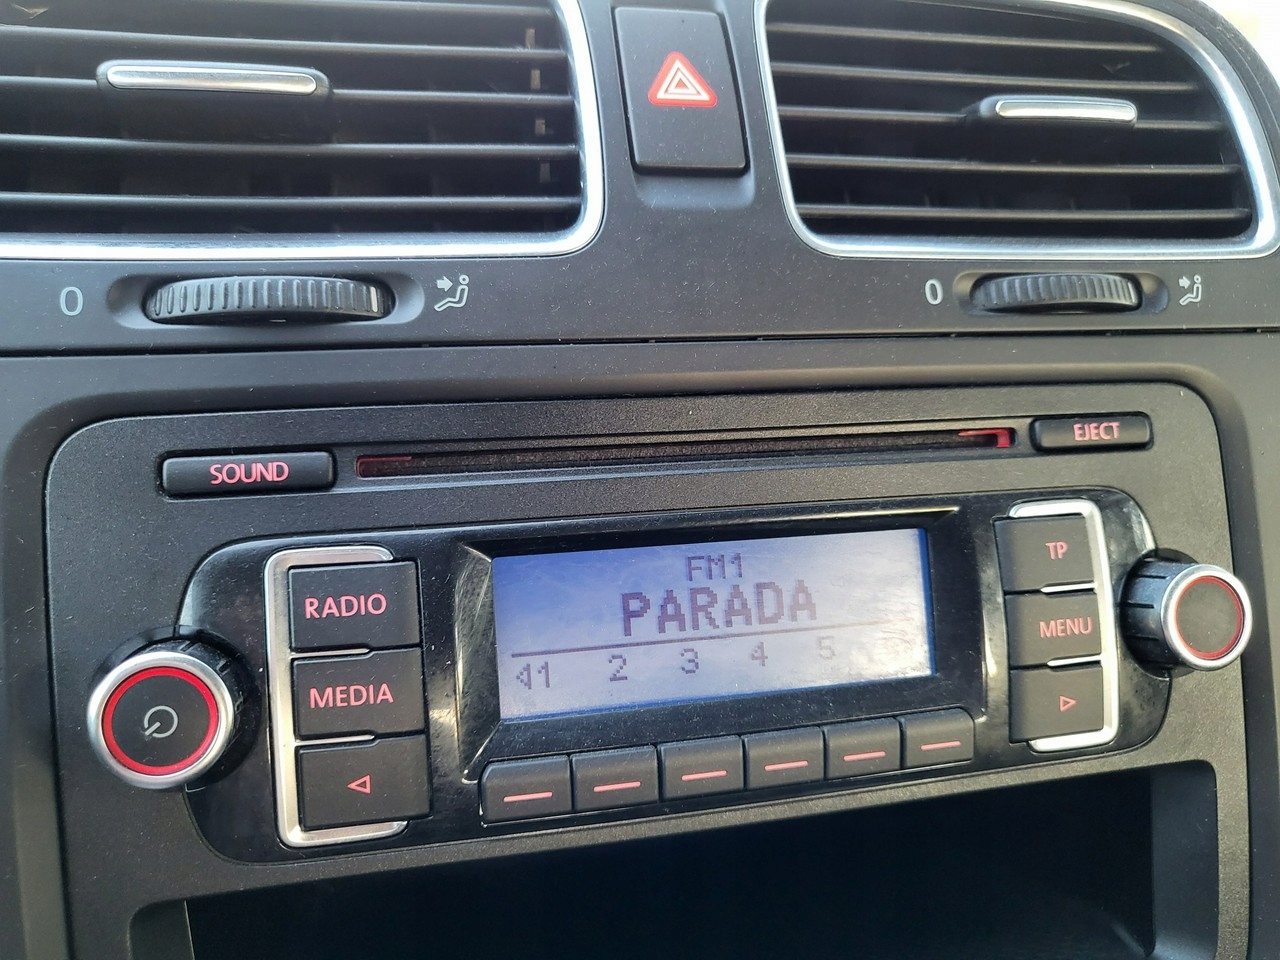 0
0
SOUND
EJECT
RADIO
MEDIA
FM1
PARADA
1 2 3 4 5
TP
MENU